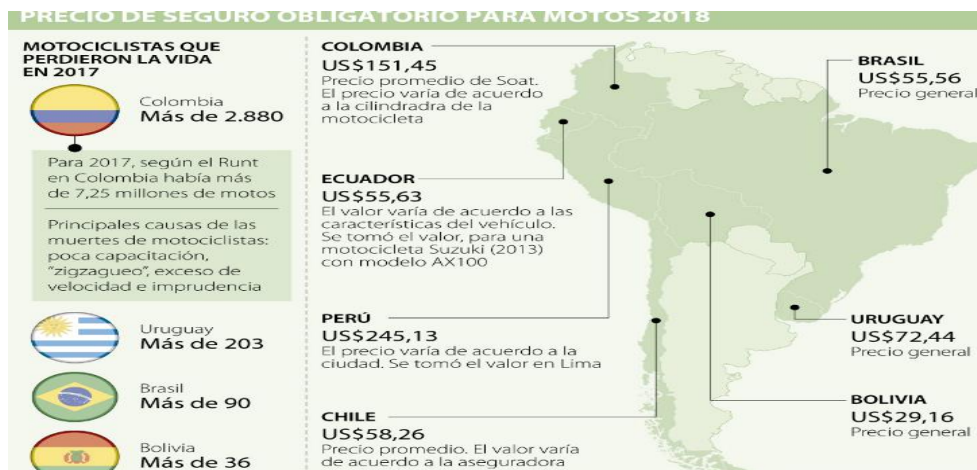 PRECIO DE SEGURO OBLIGATORIO PARA MOTOS 2018
MOTOCICLISTAS QUE
PERDIERON LA VIDA
EN 2017
Colombia
Más de 2.880
Para 2017, según el Runt
en Colombia había más
de 7,25 millones de motos
Principales causas de las
muertes de motociclistas:
poca capacitación,
"zigzagueo", exceso de
velocidad e imprudencia
Uruguay
Más de 203
Brasil
Más de 90
Bolivia
Más de 36
COLOMBIA
US$151,45
Precio promedio de Soat.
El precio varía de acuerdo
a la cilindradra de la
motocicleta
ECUADOR
US$55,63
El valor varía de acuerdo a las
características del vehículo.
Se tomó el valor, para una
motocicleta Suzuki (2013)
con modelo AX100
PERÚ
US$245,13
El precio varía de acuerdo a la
ciudad. Se tomó el valor en Lima
CHILE
US$58,26
Precio promedio. El valor varía
de acuerdo a la aseguradora
BRASIL
US$55,56
Precio general
URUGUAY
US$72,44
Precio general
BOLIVIA
US$29,16
Precio general